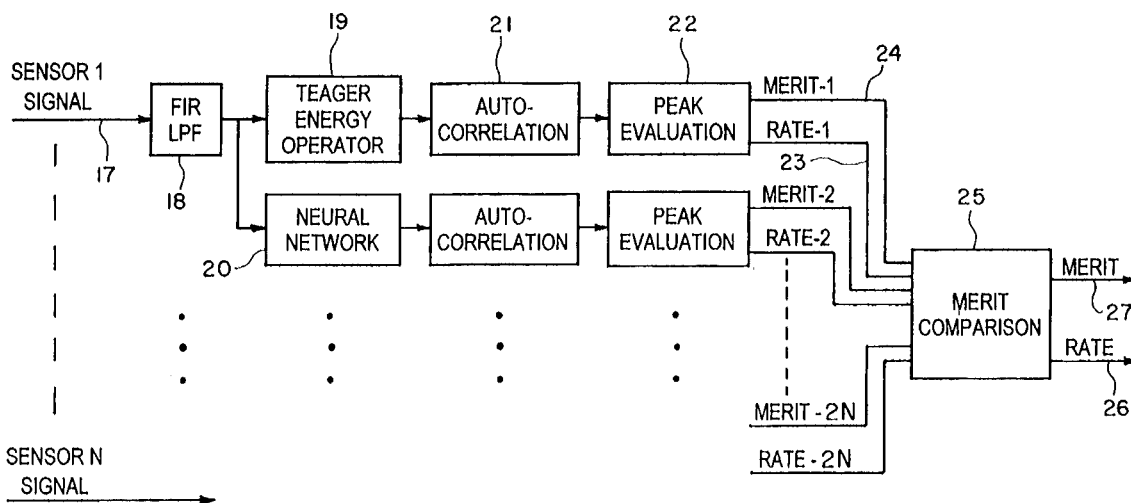 19
21
22
24
SENSOR 1
SIGNAL
17
FIR
LPF
18
TEAGER
ENERGY
OPERATOR
AUTO-
CORRELATION
PEAK
EVALUATION
MERIT-1
RATE-1
23
NEURAL
NETWORK
20
AUTO-
CORRELATION
PEAK
EVALUATION
MERIT-2
RATE-2
25
MERIT
COMPARISON
MERIT
27
RATE
26
MERIT - 2N
RATE - 2N
SENSOR N
SIGNAL